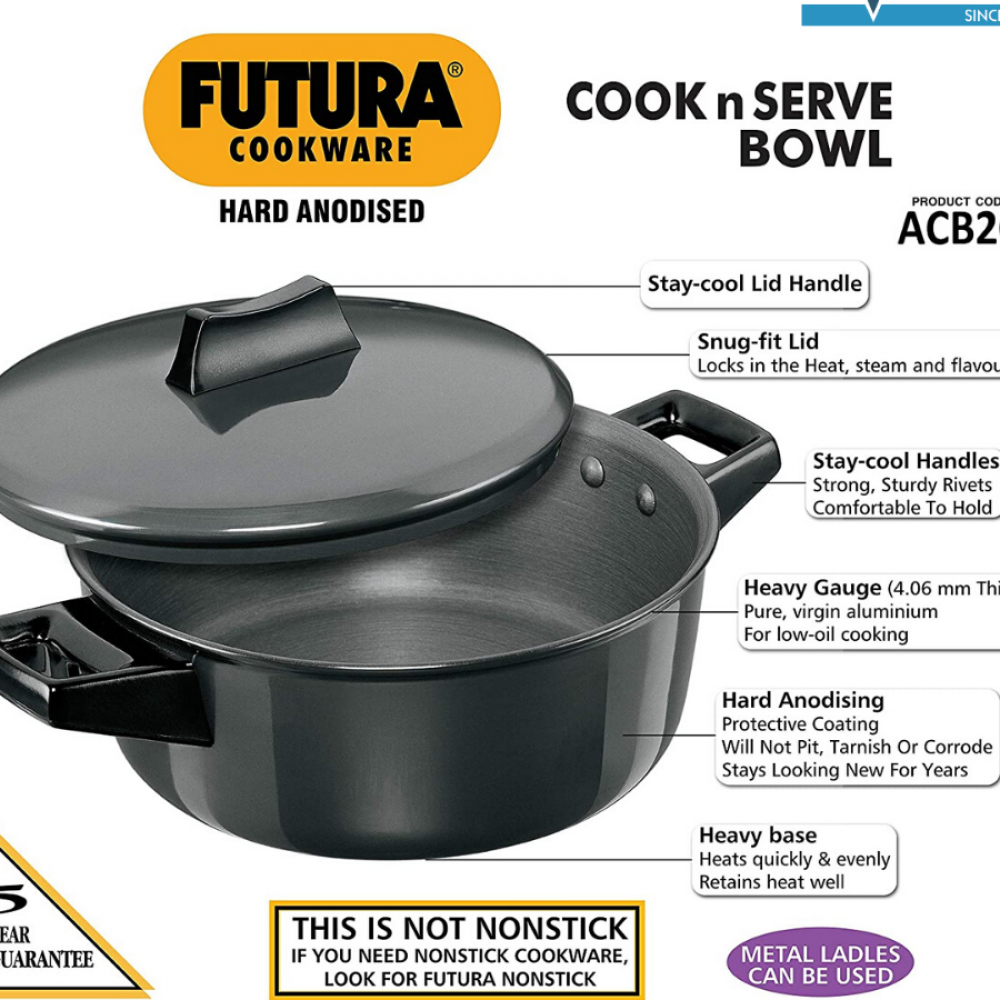 SINC
FUTURA®
COOKWARE
HARD ANODISED
COOK n SERVE
BOWL
PRODUCT COD
ACB2
Stay-cool Lid Handle
Snug-fit Lid
Locks in the Heat, steam and flavou
Stay-cool Handles
Strong, Sturdy Rivets
Comfortable To Hold
Heavy Gauge (4.06 mm Thi
Pure, virgin aluminium
For low-oil cooking
Hard Anodising
Protective Coating
Will Not Pit, Tarnish Or Corrode
Stays Looking New For Years
Heavy base
Heats quickly & evenly
Retains heat well
5
EAR
UARANTEE
THIS IS NOT NONSTICK
IF YOU NEED NONSTICK COOKWARE,
LOOK FOR FUTURA NONSTICK
METAL LADLES
CAN BE USED